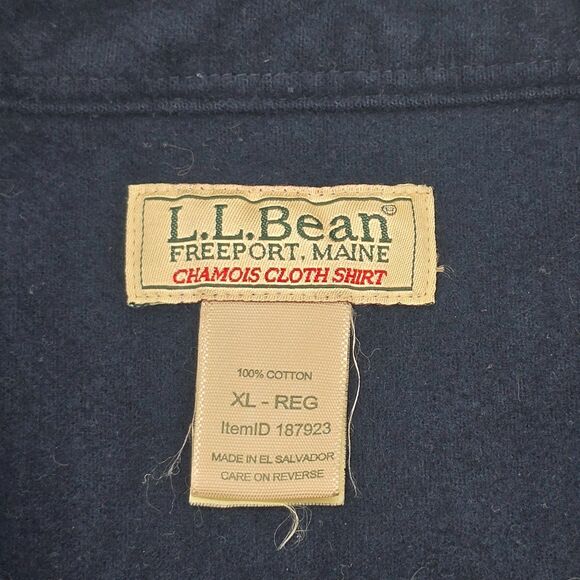 L.L.Bean®
FREEPORT, MAINE
CHAMOIS CLOTH SHIRT
100% COTTON
XL - REG
ItemID 187923
MADE IN EL SALVADOR
CARE ON REVERSE